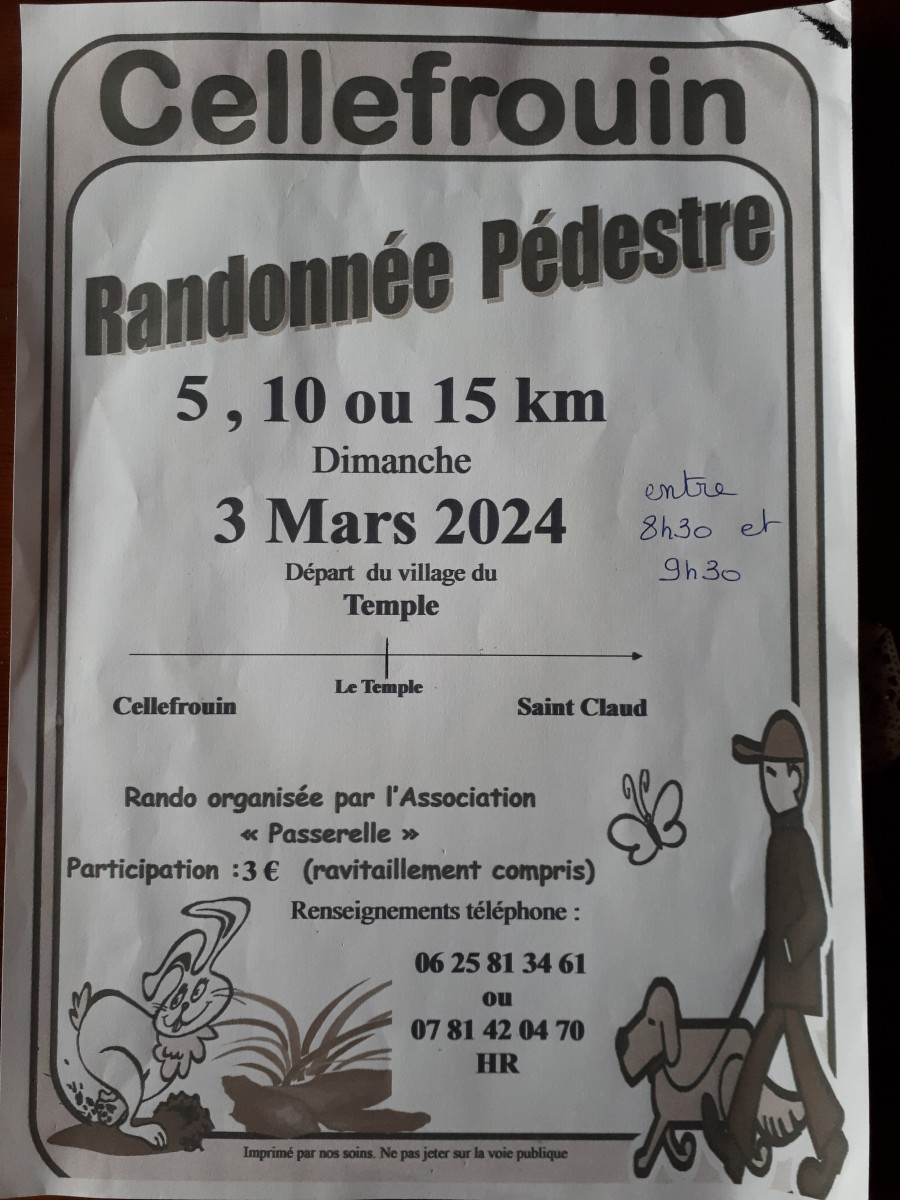 Cellefrouin
Randonnée Pédestre
5 , 10 ou 15 km
Dimanche
3 Mars 2024
entre
8h30 et
9h30
Départ du village du
Temple
Le Temple
Cellefrouin
Saint Claud
Rando organisée par l'Association
« Passerelle »
Participation :3 € (ravitaillement compris)
Renseignements téléphone :
06 25 81 34 61
ou
07 81 42 04 70
HR
Imprimé par nos soins. Ne pas jeter sur la voie publique